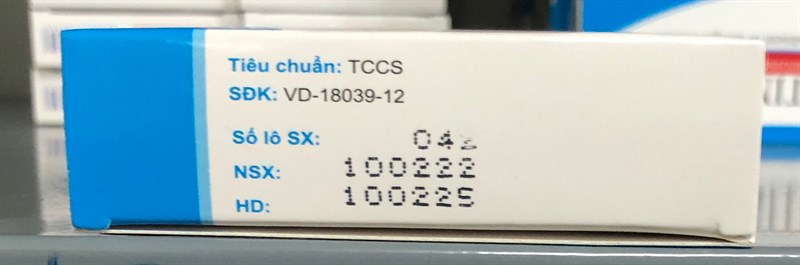 Tiêu chuẩn: TCCS
SĐK: VD-18039-12
Số lô SX:
NSX: 100222
HD: 100225